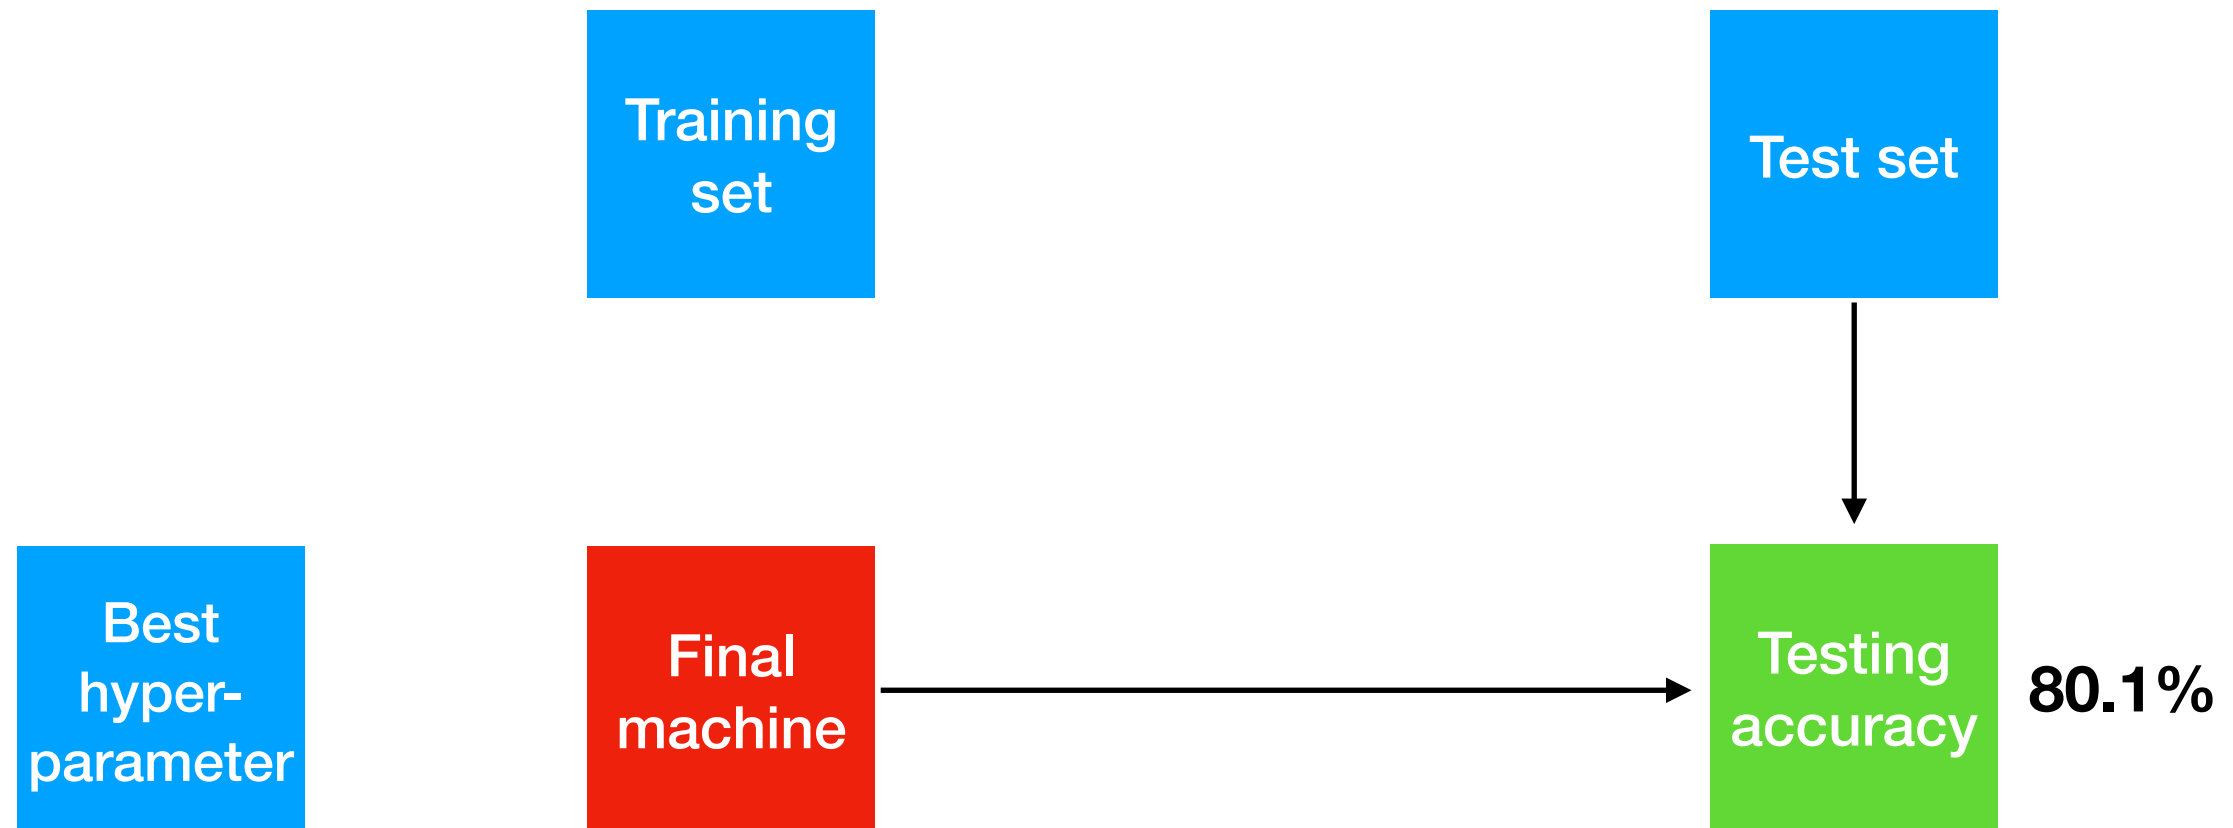 Training
set
Test set
Best
hyper-
parameter
Final
machine
Testing
accuracy
80.1%